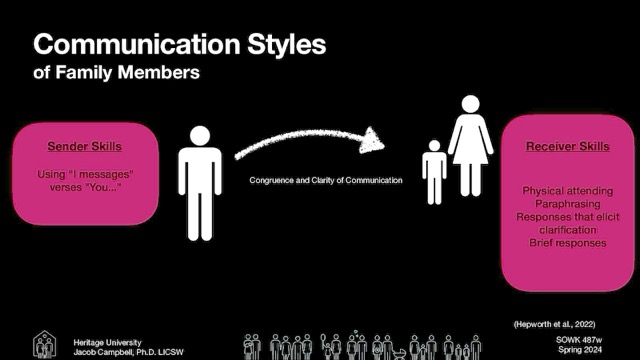 Communication Styles
of Family Members
Sender Skills
Using "I messages"
verses "You..."
Congruence and Clarity of Communication
Receiver Skills
Physical attending
Paraphrasing
Responses that elicit
clarification
Brief responses
(Hepworth et al., 2022)
Heritage University
Jacob Campbell, Ph.D. LICSW
SOWK 487w
Spring 2024